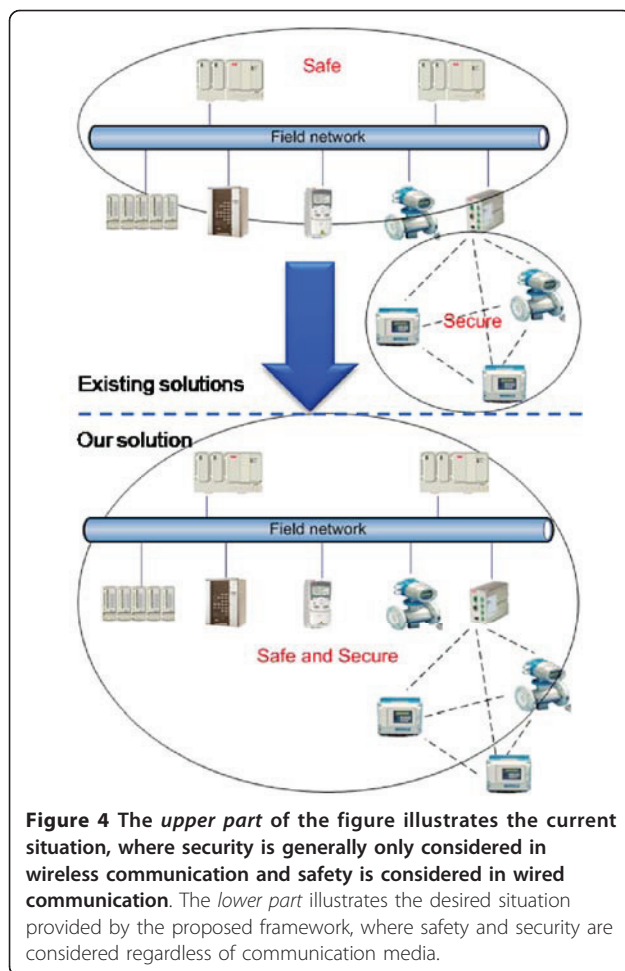 Safe
Field network
Secure
Existing solutions
Our solution
Field network
Safe and Secure
Figure 4 The upper part of the figure illustrates the current
situation, where security is generally only considered in
wireless communication and safety is considered in wired
communication. The lower part illustrates the desired situation
provided by the proposed framework, where safety and security are
considered regardless of communication media.